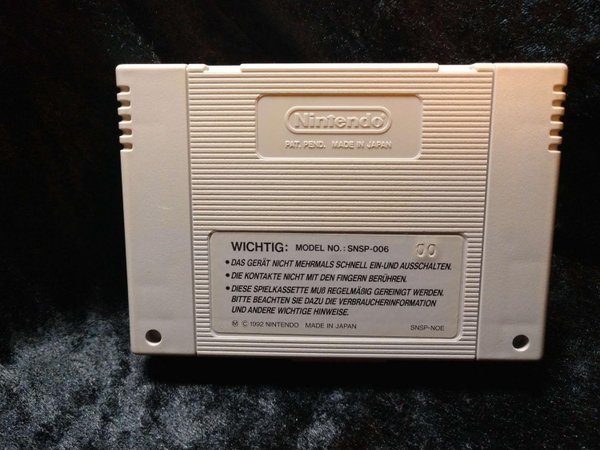 Nintendo
PAT. PEND. MADE IN JAPAN
WICHTIG: MODEL NO.: SNSP-006 00
• DAS GERÄT NICHT MEHRMALS SCHNELL EIN-UND AUSSCHALTEN.
• DIE KONTAKTE NICHT MIT DEN FINGERN BERÜHREN.
• DIESE SPIELKASSETTE MUß REGELMÄßIG GEREINIGT WERDEN.
BITTE BEACHTEN SIE DAZU DIE VERBRAUCHERINFORMATION
UND ANDERE WICHTIGE HINWEISE.
Ⓜ © 1992 NINTENDO MADE IN JAPAN SNSP-NOE